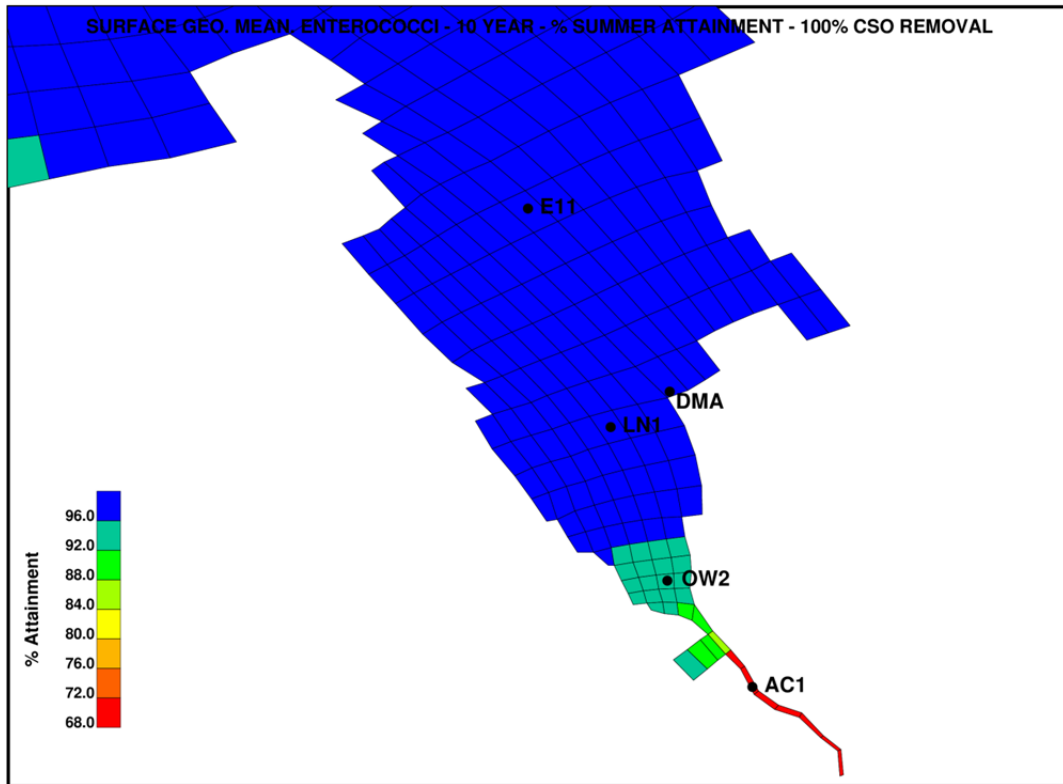 SURFACE GEO. MEAN, ENTEROCOCCI - 10 YEAR - % SUMMER ATTAINMENT - 100% CSO REMOVAL
E11
DMA
LN1
OW2
AC1
% Attainment
96.0
92.0
88.0
84.0
80.0
76.0
72.0
68.0